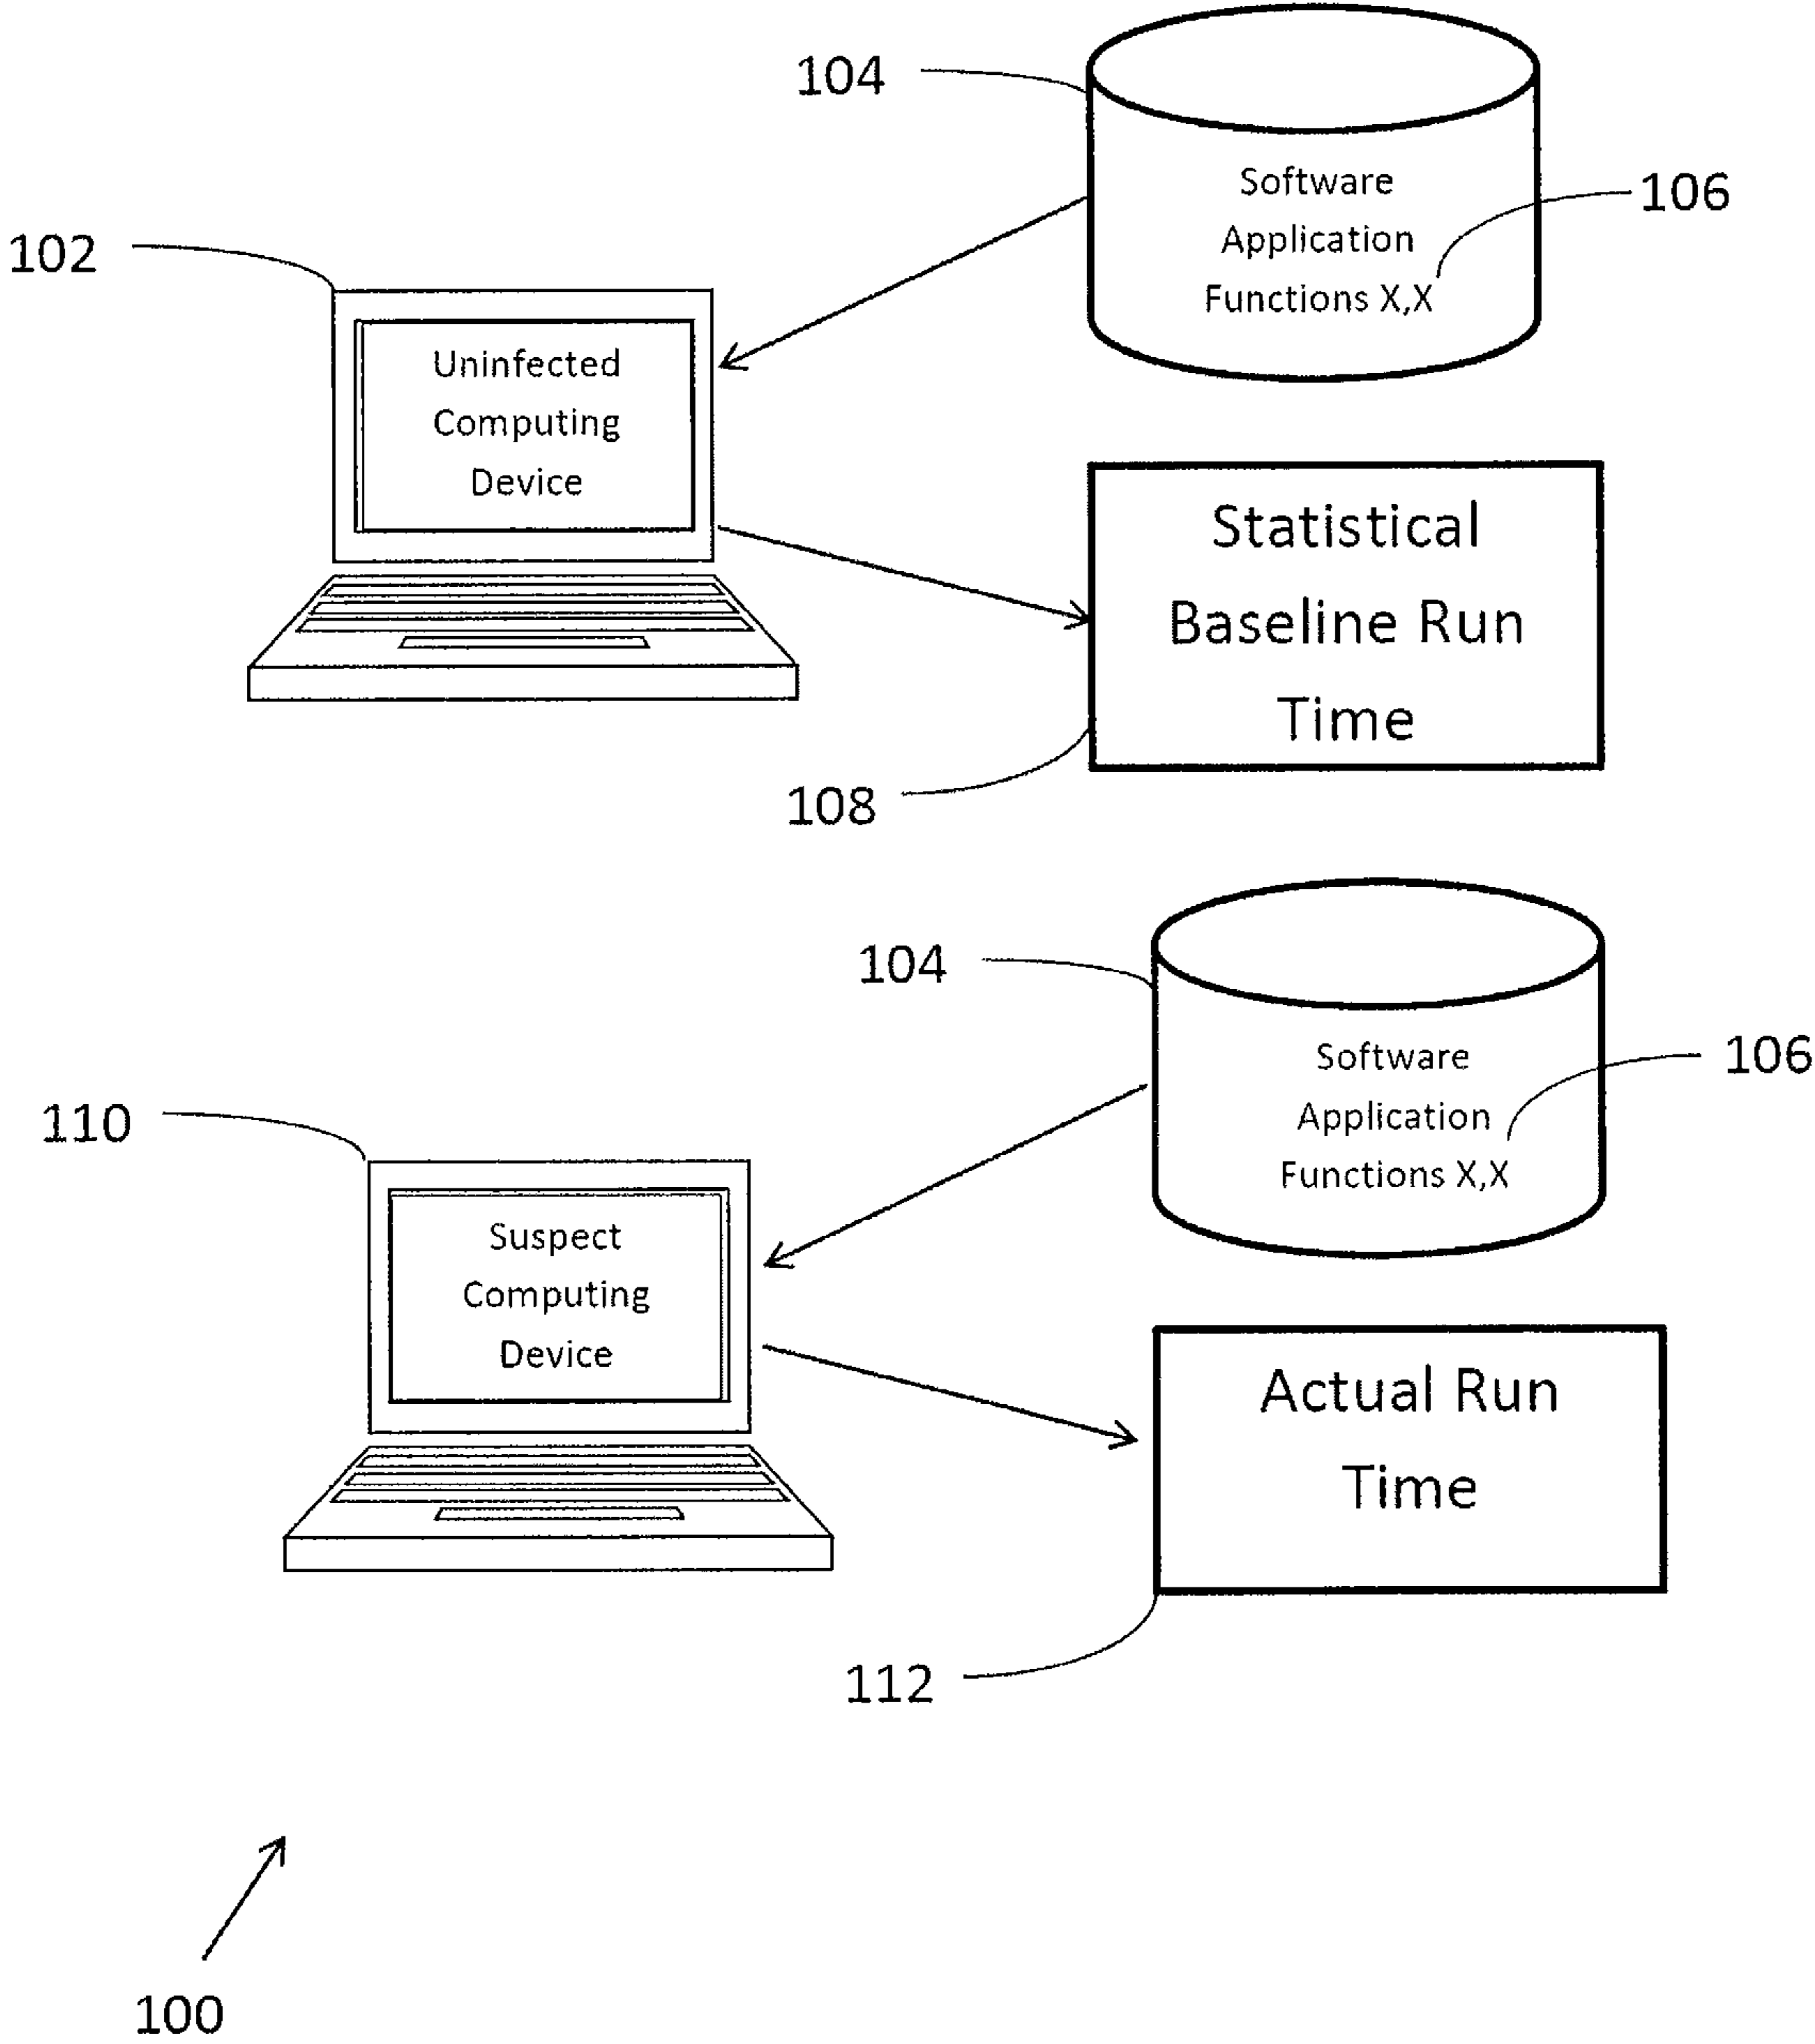 104
Software
106
Application
Functions X,X
102
Uninfected
Computing
Device
Statistical
Baseline Run
Time
108
104
Software
106
Application
Functions X,X
110
Suspect
Computing
Device
Actual Run
Time
112
100